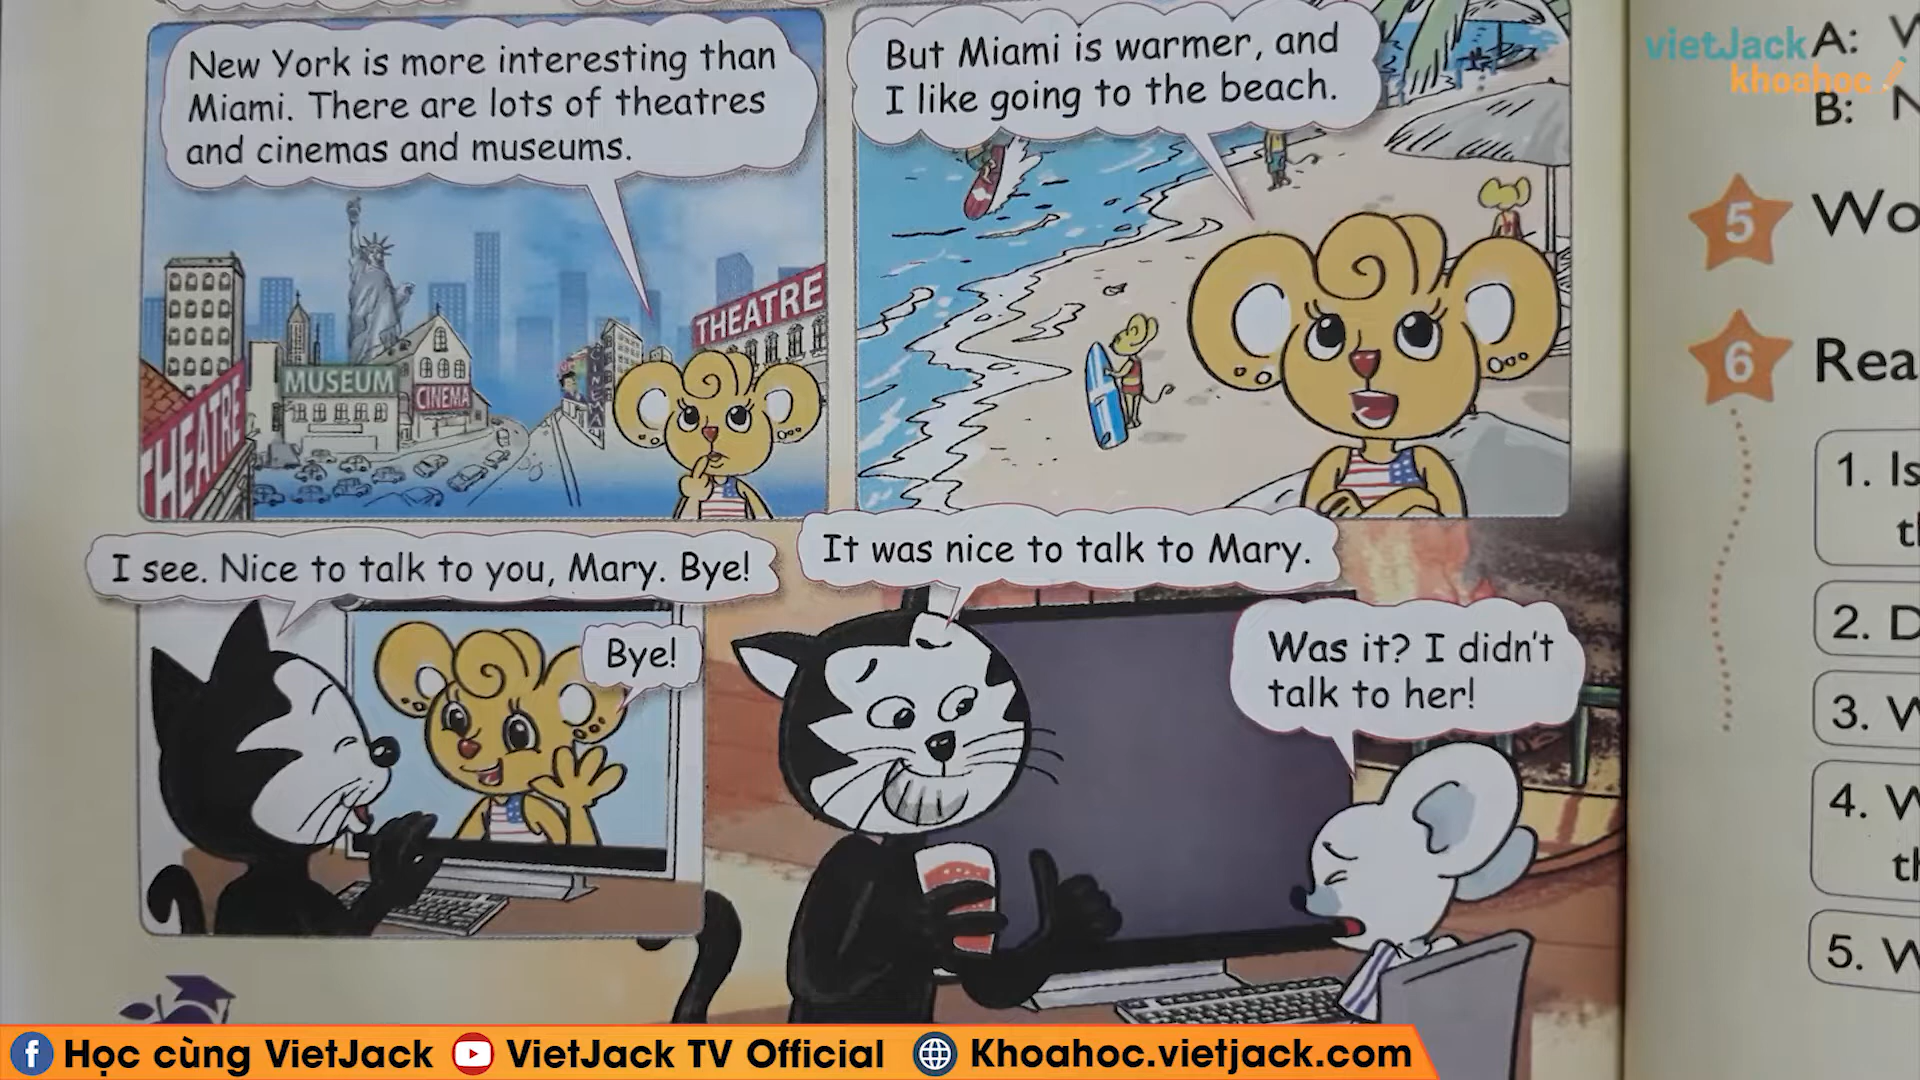 New York is more interesting than
Miami. There are lots of theatres
and cinemas and museums.
MUSEUM
CINEMA
THEATRE
THEATRE
CINEMA
But Miami is warmer, and
I like going to the beach.
I see. Nice to talk to you, Mary. Bye!
Bye!
It was nice to talk to Mary.
Was it? I didn't
talk to her!
vietJack
khoahoc
A:
B:
5
6
1. Is
2.
3.
4.
5.
Học cùng VietJack
VietJack TV Official
Khoahoc.vietjack.com